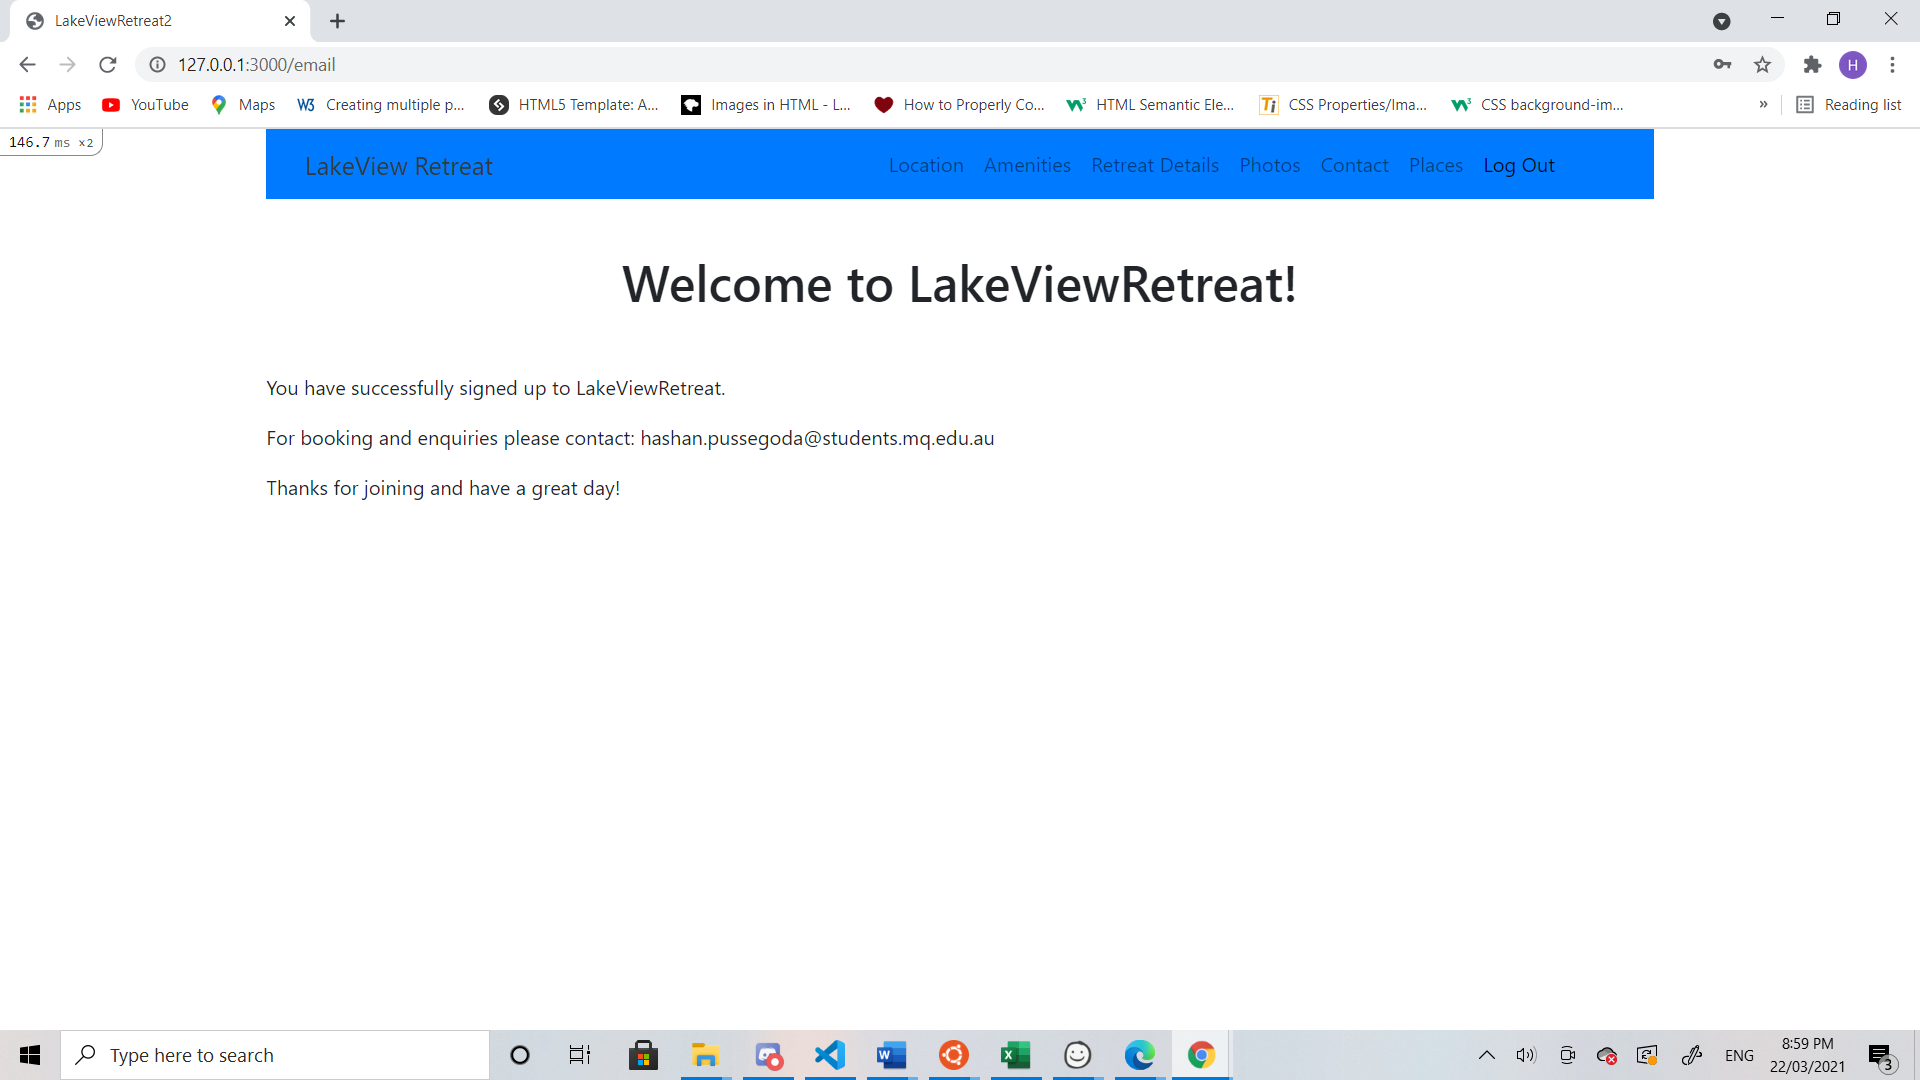 LakeViewRetreat2
127.0.0.1:3000/email
H
Apps
YouTube
Maps
Creating multiple p...
HTML5 Template: A...
Images in HTML - L...
How to Properly Co...
HTML Semantic Ele...
CSS Properties/Ima...
CSS background-im...
»
Reading list
146.7 ms ×2
LakeView Retreat
Location Amenities Retreat Details Photos Contact Places Log Out
Welcome to LakeViewRetreat!
You have successfully signed up to LakeViewRetreat.
For booking and enquiries please contact: hashan.pussegoda@students.mq.edu.au
Thanks for joining and have a great day!
Type here to search
ENG
8:59 PM
22/03/2021
3